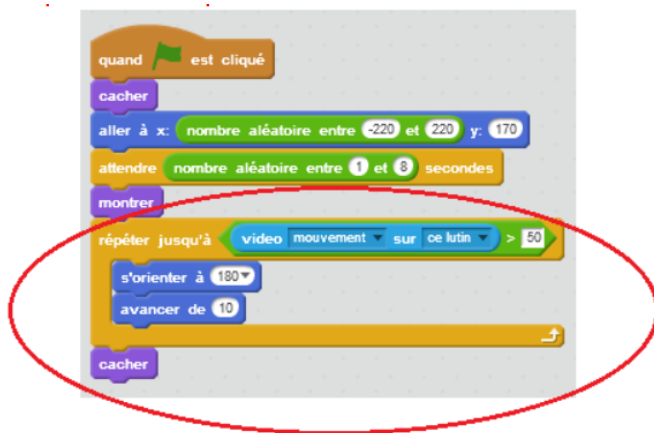 quand est cliqué
cacher
aller à x: nombre aléatoire entre -220 et 220 y: 170
attendre nombre aléatoire entre 1 et 8 secondes
montrer
répéter jusqu'à video mouvement sur ce lutin > 50
s'orienter à 180
avancer de 10
cacher